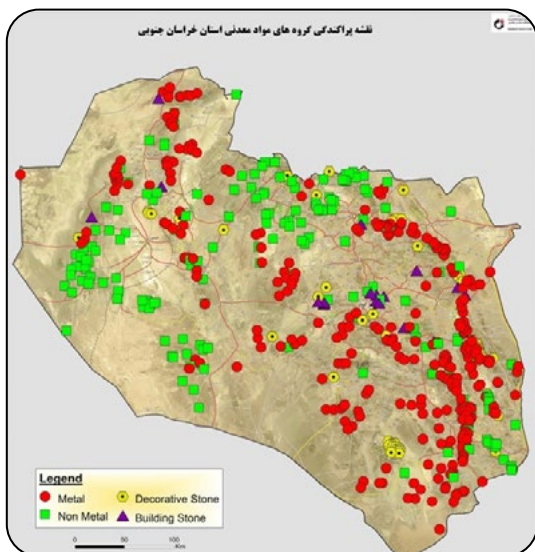 نقشه پراکندگی گروه های مواد معدنی استان خراسان جنوبی
Legend
Metal
Decorative Stone
Non Metal
Building Stone
0 50 100
Km